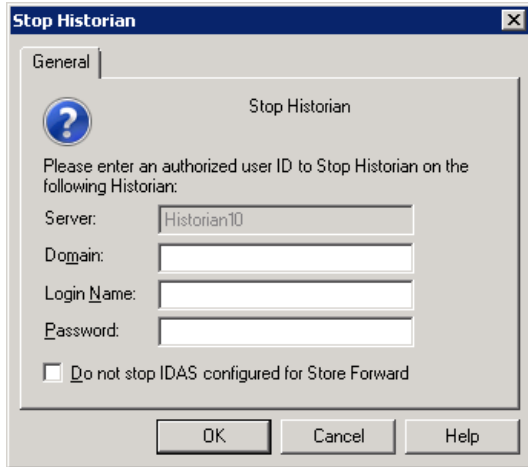 Stop Historian
General
Stop Historian
Please enter an authorized user ID to Stop Historian on the
following Historian:
Server: Historian10
Domain:
Login Name:
Password:
Do not stop IDAS configured for Store Forward
OK Cancel Help